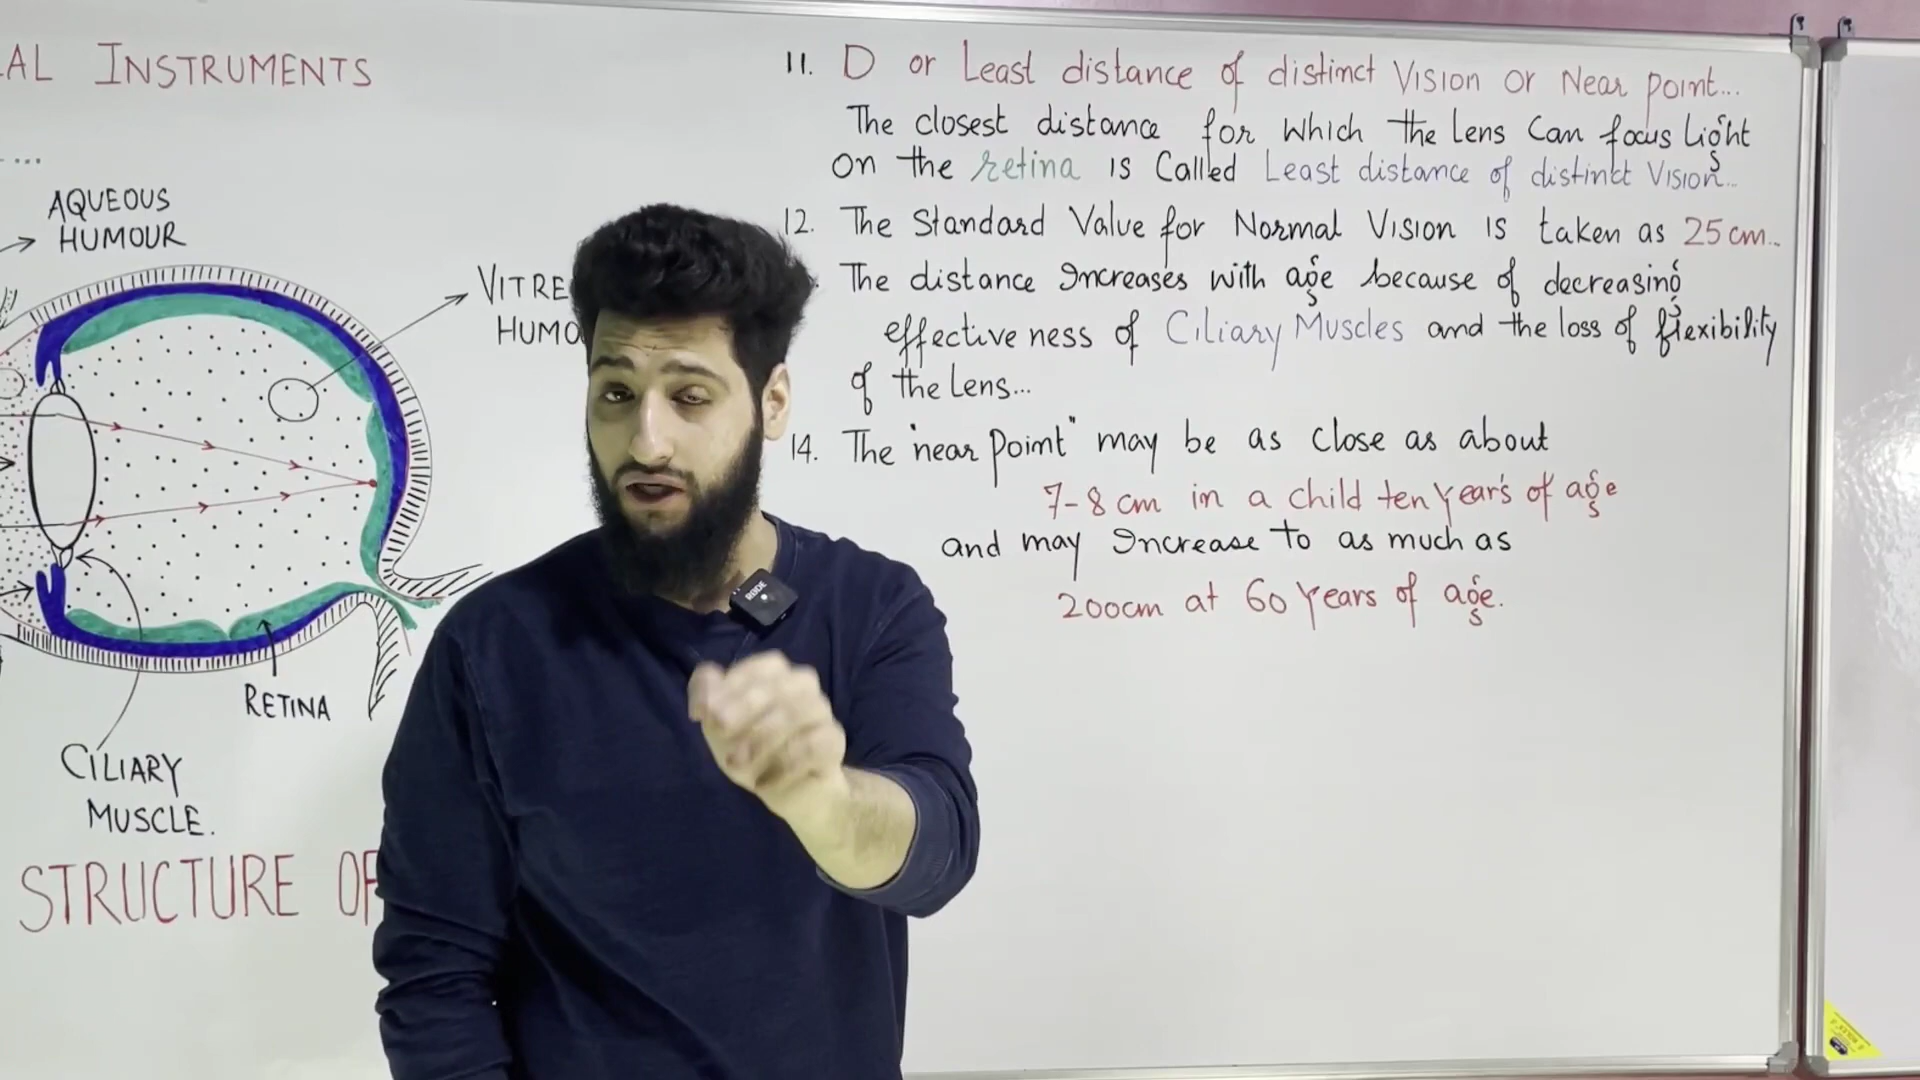 AL INSTRUMENTS
AQUEOUS
HUMOUR
VITRE
HUMO
RETINA
CILIARY
MUSCLE.
STRUCTURE OF
11. D or Least distance of distinct Vision or Near point...
The closest distance for which the lens can focus light
on the retina is called Least distance of distinct Vision...
12. The Standard Value for Normal Vision is taken as 25cm...
The distance Increases with age because of decreasing
effective ness of Ciliary Muscles and the loss of flexibility
of the lens...
14. The "near point" may be as close as about
7-8 cm in a child ten year's of age
and may Increase to as much as
200cm at 60 years of age.
RODE